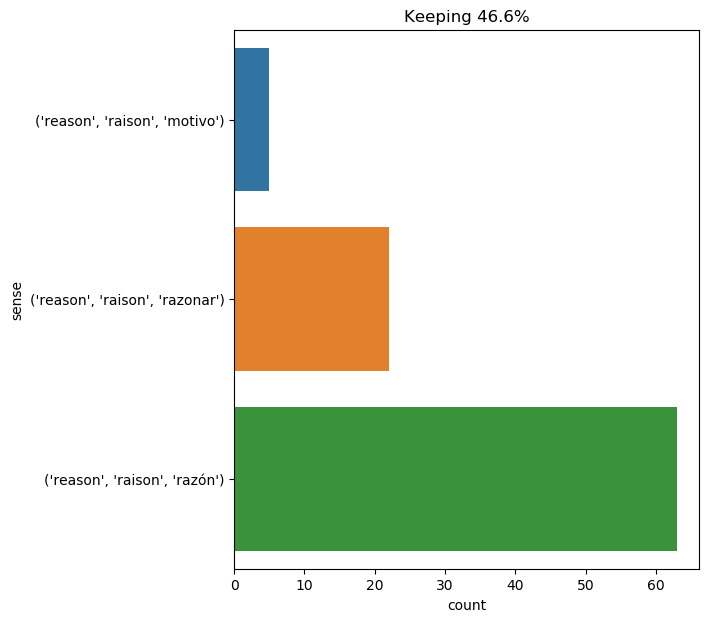 Keeping 46.6%
('reason', 'raison', 'motivo')
('reason', 'raison', 'razonar')
('reason', 'raison', 'razón')
sense
0 10 20 30 40 50 60
count